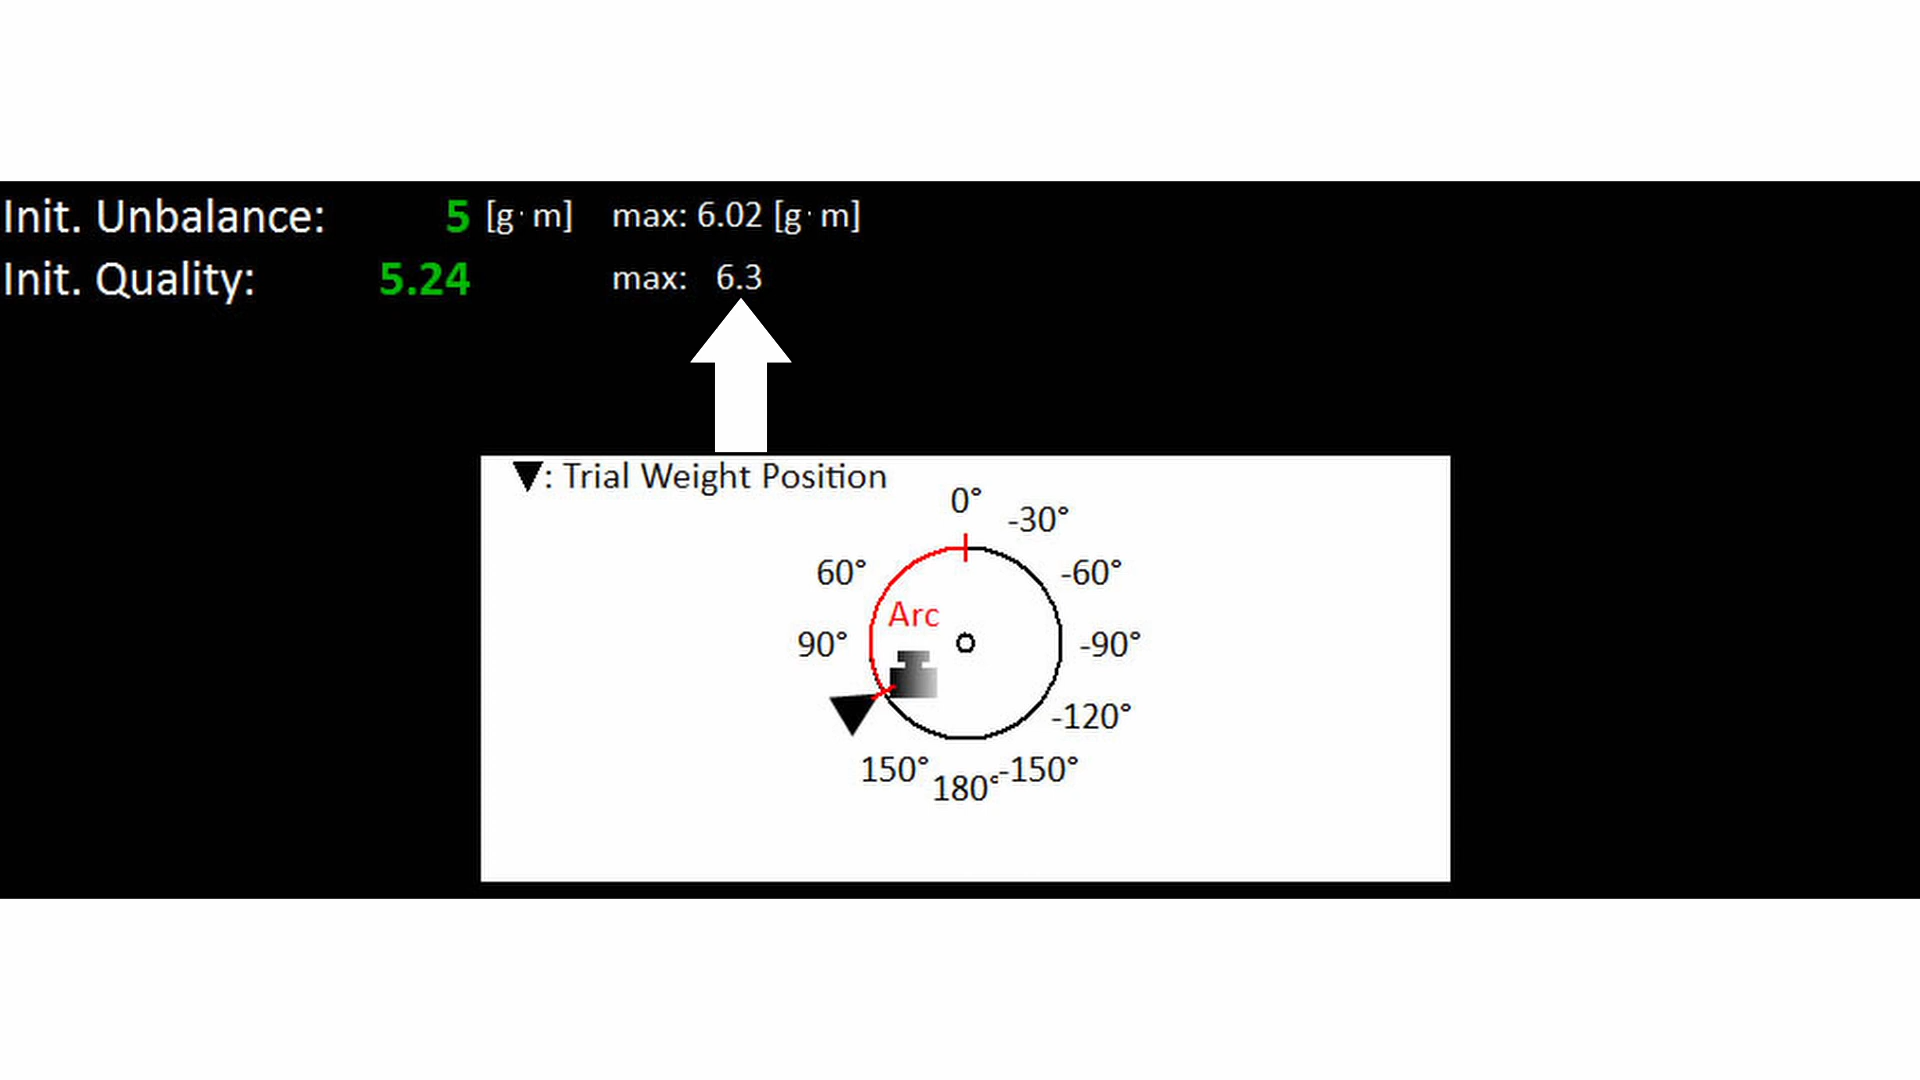 Init. Unbalance: 5 [g· m] max: 6.02 [g· m]
Init. Quality: 5.24 max: 6.3
▼: Trial Weight Position
0°
-30°
60°
-60°
Arc
90°
-90°
-120°
150°
180°
-150°